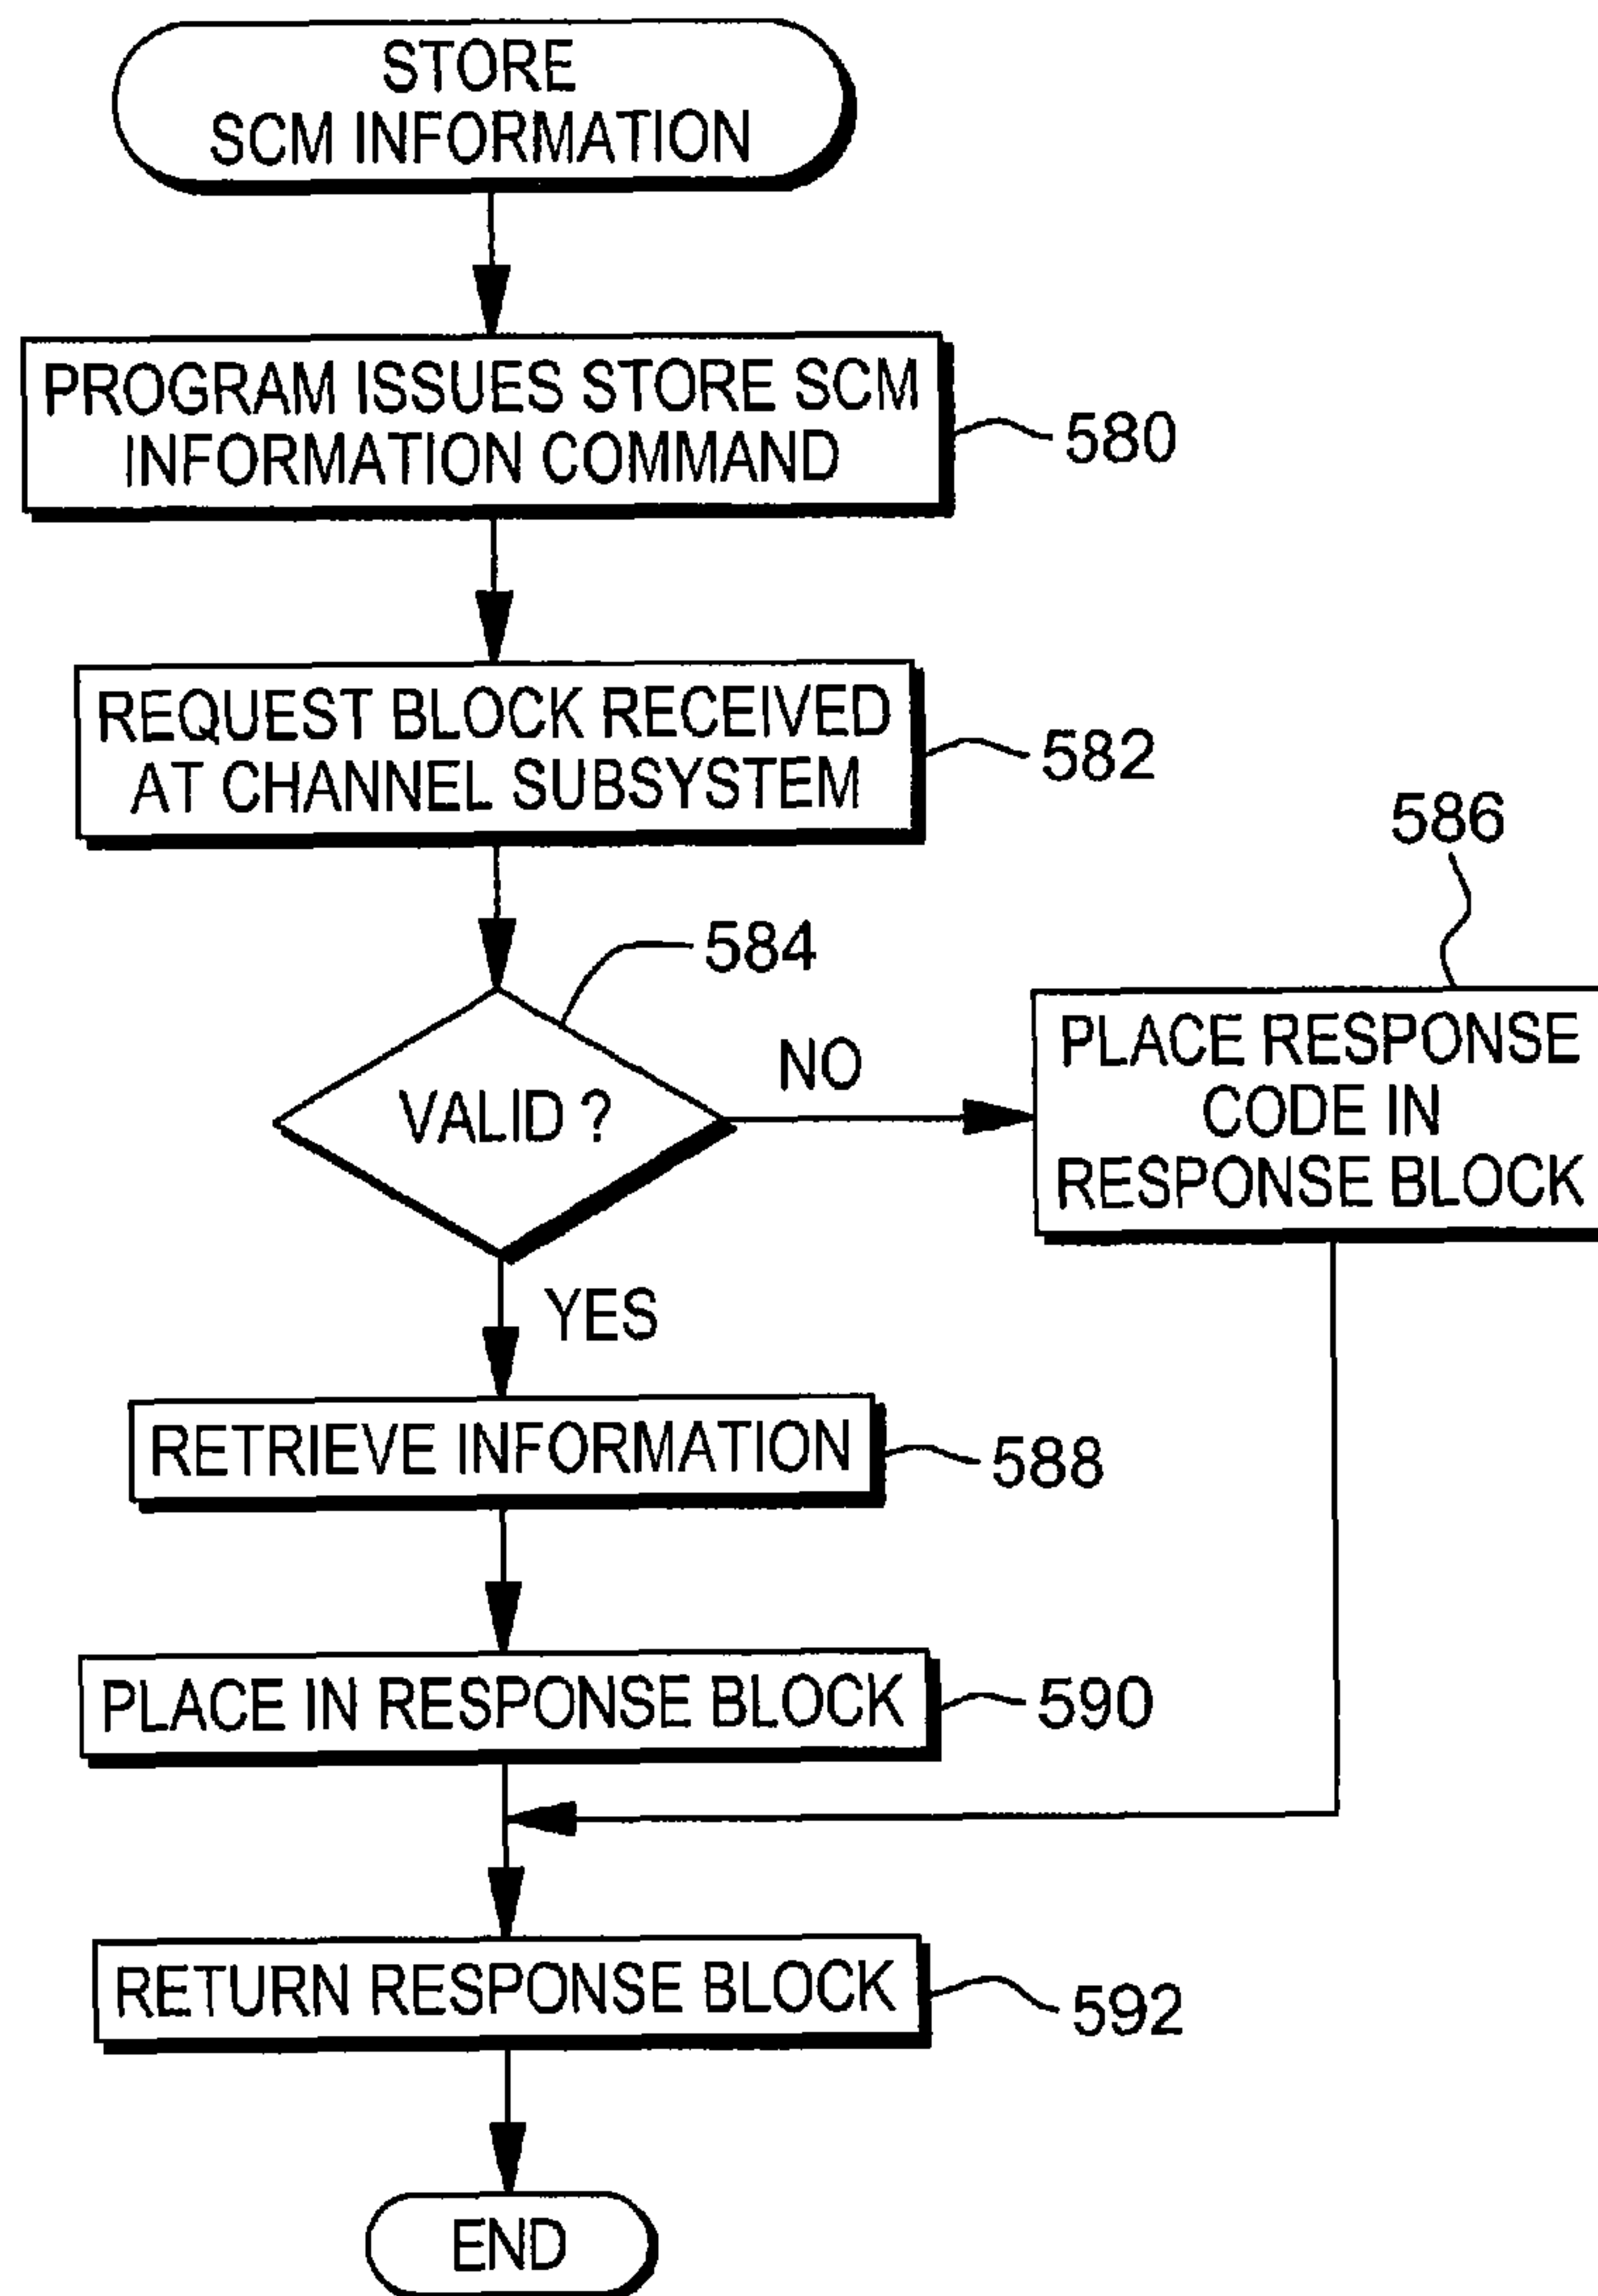 STORE
SCM INFORMATION
PROGRAM ISSUES STORE SCM
INFORMATION COMMAND
580
REQUEST BLOCK RECEIVED
AT CHANNEL SUBSYSTEM
582
584
VALID ?
NO
586
PLACE RESPONSE
CODE IN
RESPONSE BLOCK
YES
RETRIEVE INFORMATION
588
PLACE IN RESPONSE BLOCK
590
RETURN RESPONSE BLOCK
592
END